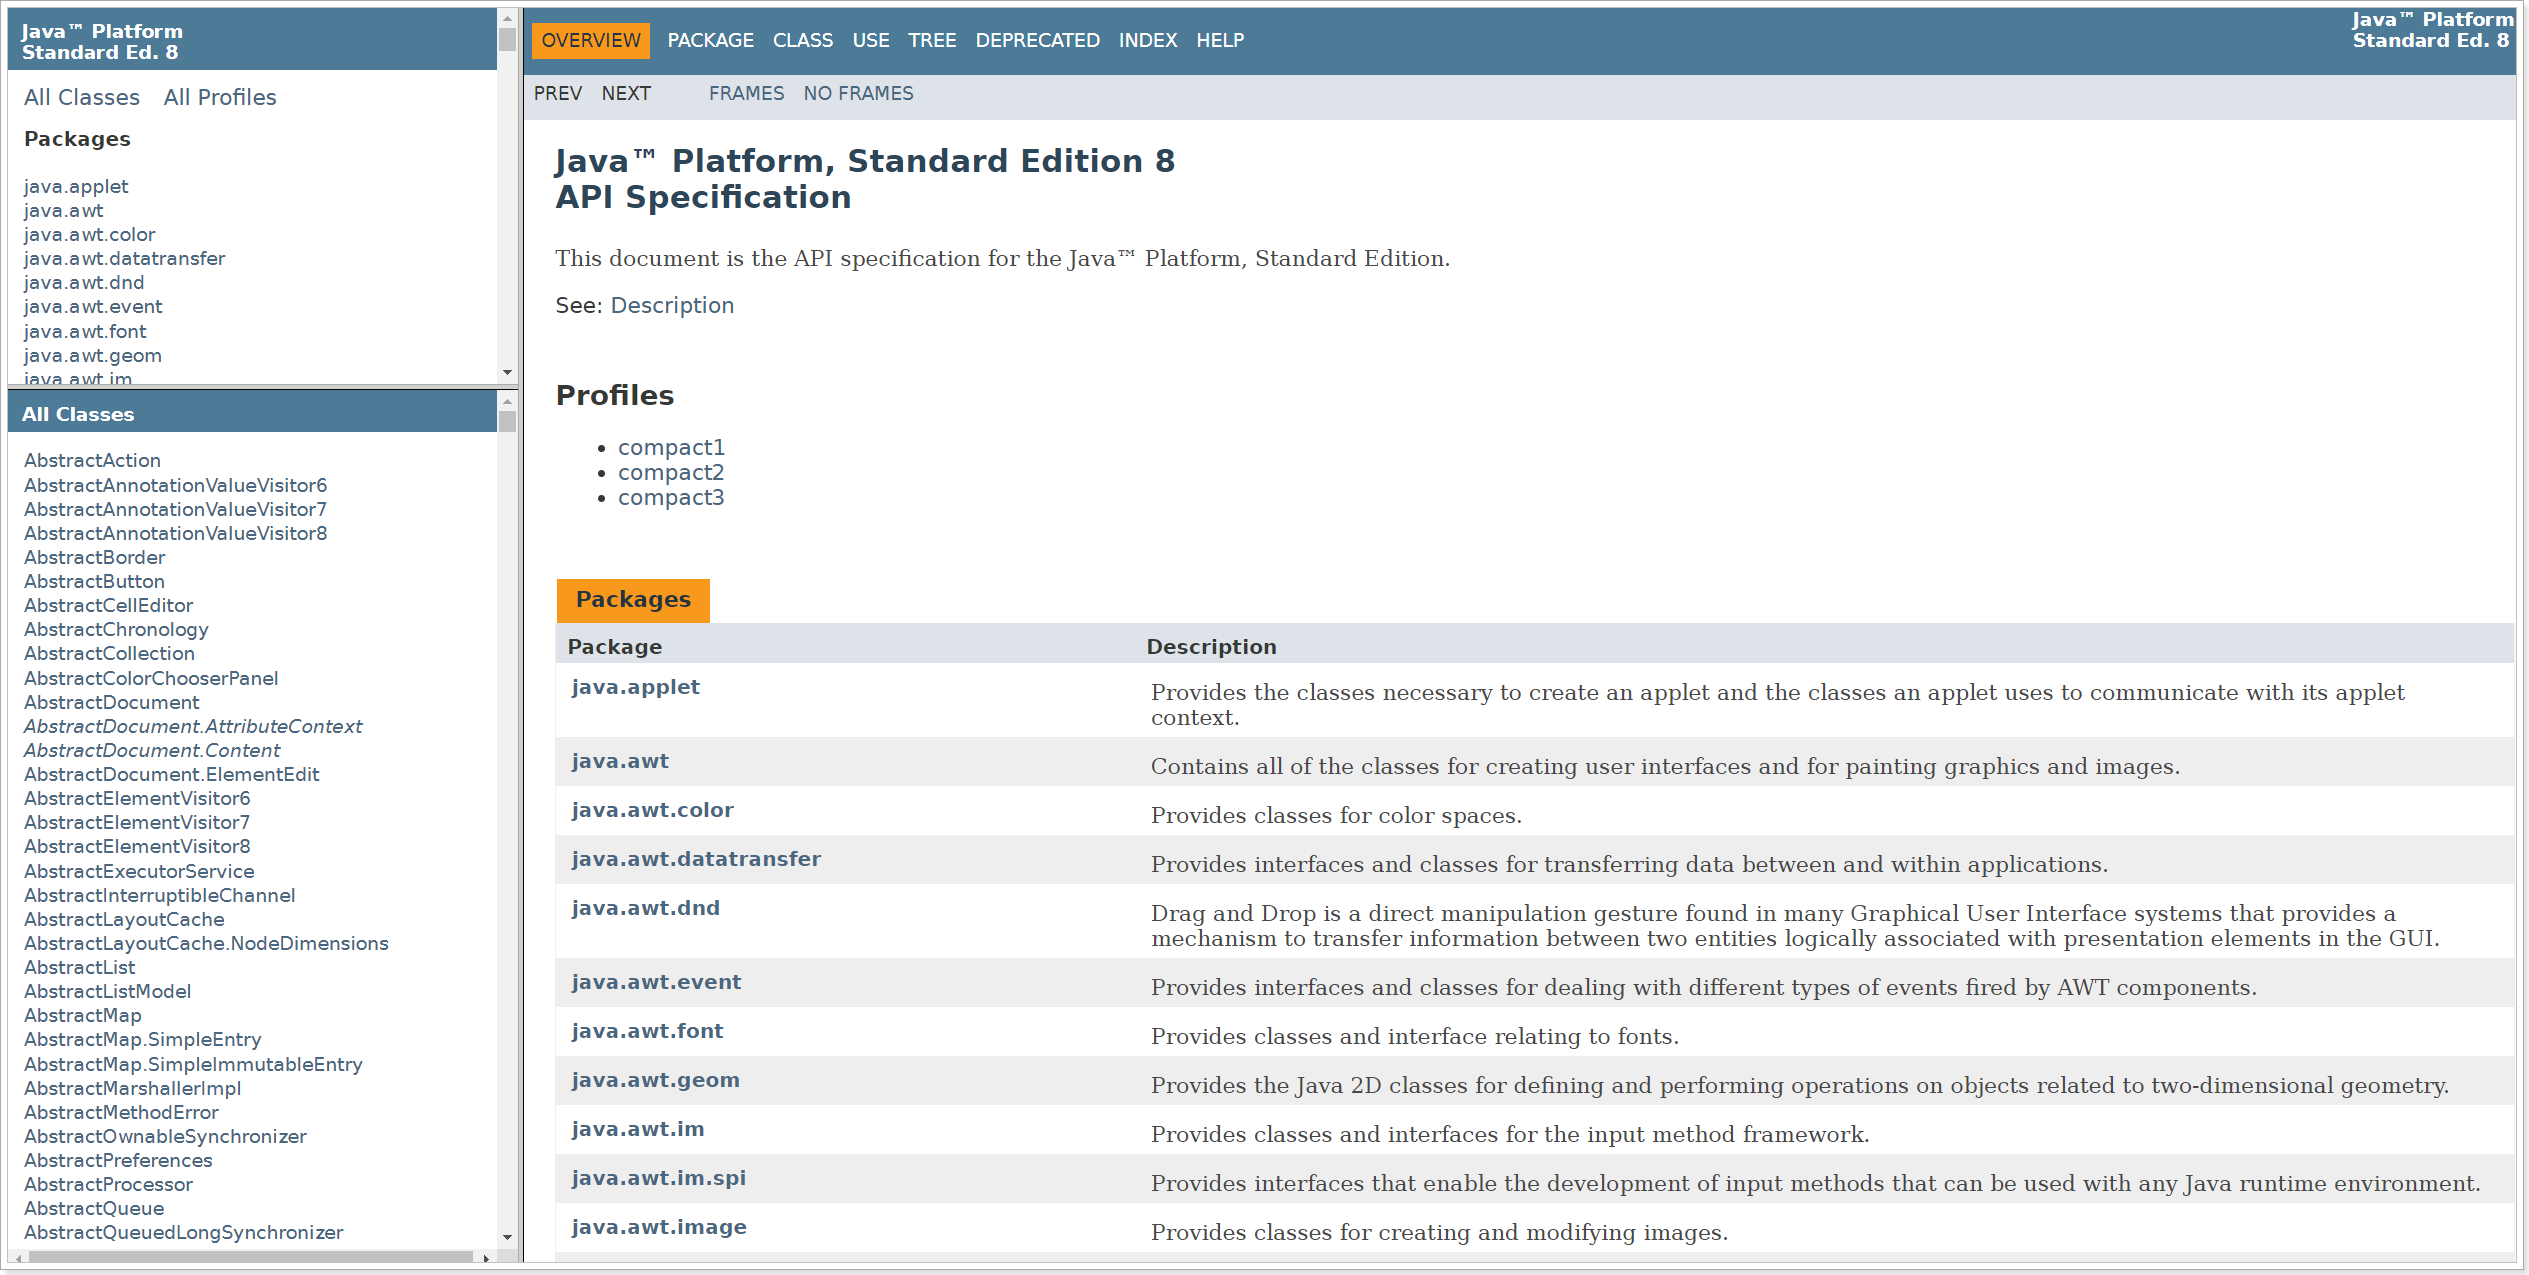 Java™ Platform
Standard Ed. 8
All Classes All Profiles
Packages
java.applet
java.awt
java.awt.color
java.awt.datatransfer
java.awt.dnd
java.awt.event
java.awt.font
java.awt.geom
java.awt.im
All Classes
AbstractAction
AbstractAnnotationValueVisitor6
AbstractAnnotationValueVisitor7
AbstractAnnotationValueVisitor8
AbstractBorder
AbstractButton
AbstractCellEditor
AbstractChronology
AbstractCollection
AbstractColorChooserPanel
AbstractDocument
AbstractDocument.AttributeContext
AbstractDocument.Content
AbstractDocument.ElementEdit
AbstractElementVisitor6
AbstractElementVisitor7
AbstractElementVisitor8
AbstractExecutorService
AbstractInterruptibleChannel
AbstractLayoutCache
AbstractLayoutCache.NodeDimensions
AbstractList
AbstractListModel
AbstractMap
AbstractMap.SimpleEntry
AbstractMap.SimpleImmutableEntry
AbstractMarshallerImpl
AbstractMethodError
AbstractOwnableSynchronizer
AbstractPreferences
AbstractProcessor
AbstractQueue
AbstractQueuedLongSynchronizer
OVERVIEW PACKAGE CLASS USE TREE DEPRECATED INDEX HELP
Java™ Platform
Standard Ed. 8
PREV NEXT FRAMES NO FRAMES
Java™ Platform, Standard Edition 8
API Specification
This document is the API specification for the Java™ Platform, Standard Edition.
See: Description
Profiles
• compact1
• compact2
• compact3
Packages
Package Description
java.applet Provides the classes necessary to create an applet and the classes an applet uses to communicate with its applet
context.
java.awt Contains all of the classes for creating user interfaces and for painting graphics and images.
java.awt.color Provides classes for color spaces.
java.awt.datatransfer Provides interfaces and classes for transferring data between and within applications.
java.awt.dnd Drag and Drop is a direct manipulation gesture found in many Graphical User Interface systems that provides a
mechanism to transfer information between two entities logically associated with presentation elements in the GUI.
java.awt.event Provides interfaces and classes for dealing with different types of events fired by AWT components.
java.awt.font Provides classes and interface relating to fonts.
java.awt.geom Provides the Java 2D classes for defining and performing operations on objects related to two-dimensional geometry.
java.awt.im Provides classes and interfaces for the input method framework.
java.awt.im.spi Provides interfaces that enable the development of input methods that can be used with any Java runtime environment.
java.awt.image Provides classes for creating and modifying images.